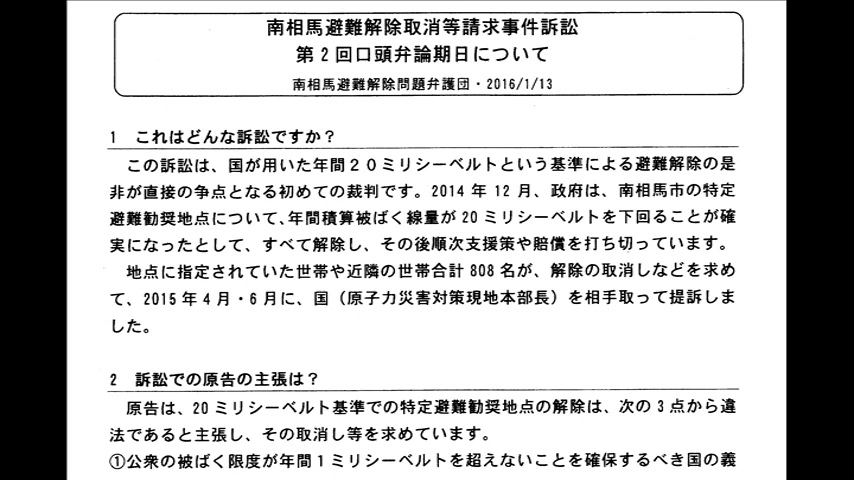 南相馬避難解除取消等請求事件訴訟
第2回口頭弁論期日について
南相馬避難解除問題弁護団・2016/1/13
1 これはどんな訴訟ですか？
この訴訟は、国が用いた年間２０ミリシーベルトという基準による避難解除の是
非が直接の争点となる初めての裁判です。2014年12月、政府は、南相馬市の特定
避難勧奨地点について、年間積算被ばく線量が20ミリシーベルトを下回ることが確
実になったとして、すべて解除し、その後順次支援策や賠償を打ち切っています。
地点に指定されていた世帯や近隣の世帯合計808名が、解除の取消しなどを求め
て、2015年4月・6月に、国（原子力災害対策現地本部長）を相手取って提訴しま
した。
2 訴訟での原告の主張は？
原告は、20ミリシーベルト基準での特定避難勧奨地点の解除は、次の3点から違
法であると主張し、その取消し等を求めています。
①公衆の被ばく限度が年間1ミリシーベルトを超えないことを確保するべき国の義